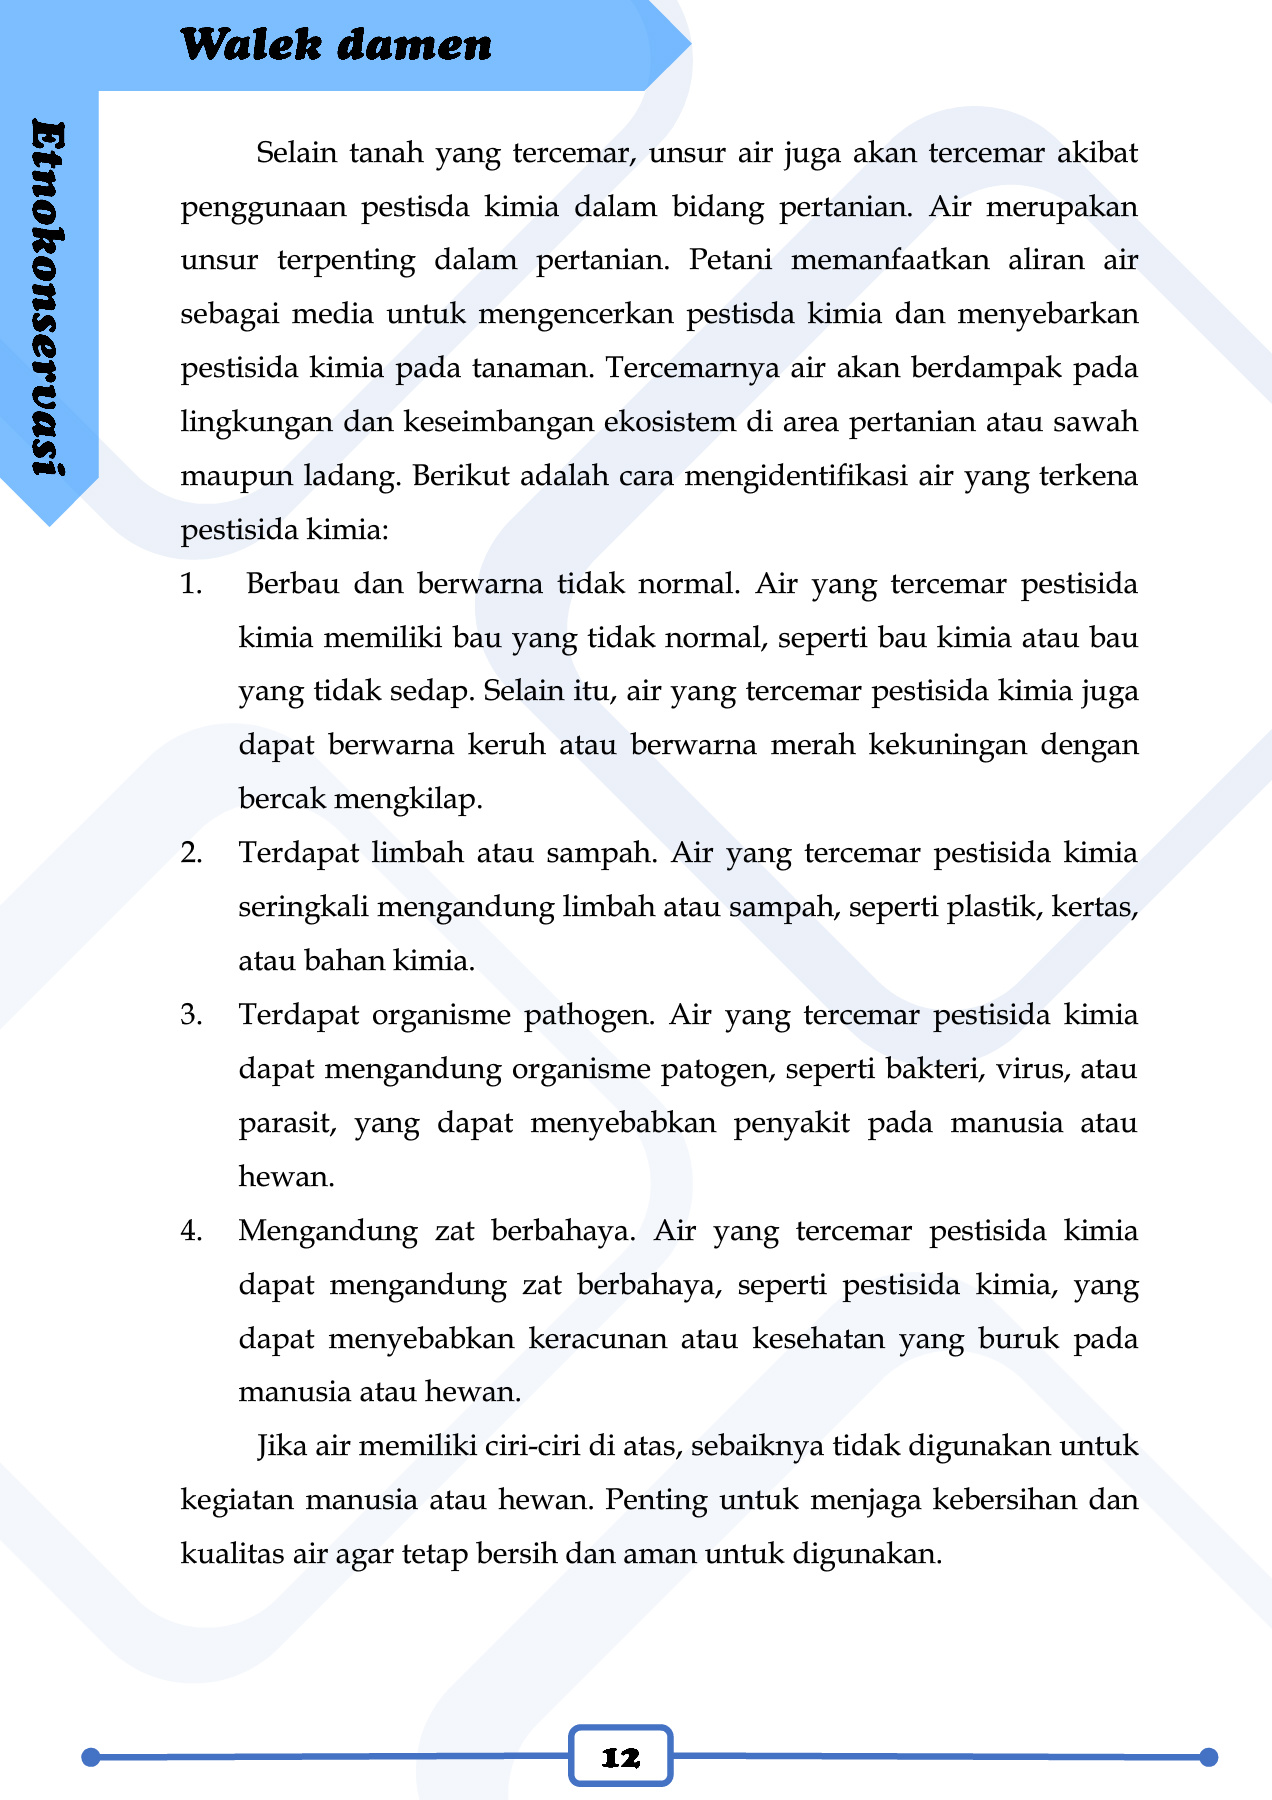 Walek damen
Etnokonservasi
Selain tanah yang tercemar, unsur air juga akan tercemar akibat
penggunaan pestisda kimia dalam bidang pertanian. Air merupakan
unsur terpenting dalam pertanian. Petani memanfaatkan aliran air
sebagai media untuk mengencerkan pestisda kimia dan menyebarkan
pestisida kimia pada tanaman. Tercemarnya air akan berdampak pada
lingkungan dan keseimbangan ekosistem di area pertanian atau sawah
maupun ladang. Berikut adalah cara mengidentifikasi air yang terkena
pestisida kimia:
1. Berbau dan berwarna tidak normal. Air yang tercemar pestisida
kimia memiliki bau yang tidak normal, seperti bau kimia atau bau
yang tidak sedap. Selain itu, air yang tercemar pestisida kimia juga
dapat berwarna keruh atau berwarna merah kekuningan dengan
bercak mengkilap.
2. Terdapat limbah atau sampah. Air yang tercemar pestisida kimia
seringkali mengandung limbah atau sampah, seperti plastik, kertas,
atau bahan kimia.
3. Terdapat organisme pathogen. Air yang tercemar pestisida kimia
dapat mengandung organisme patogen, seperti bakteri, virus, atau
parasit, yang dapat menyebabkan penyakit pada manusia atau
hewan.
4. Mengandung zat berbahaya. Air yang tercemar pestisida kimia
dapat mengandung zat berbahaya, seperti pestisida kimia, yang
dapat menyebabkan keracunan atau kesehatan yang buruk pada
manusia atau hewan.
Jika air memiliki ciri-ciri di atas, sebaiknya tidak digunakan untuk
kegiatan manusia atau hewan. Penting untuk menjaga kebersihan dan
kualitas air agar tetap bersih dan aman untuk digunakan.
12